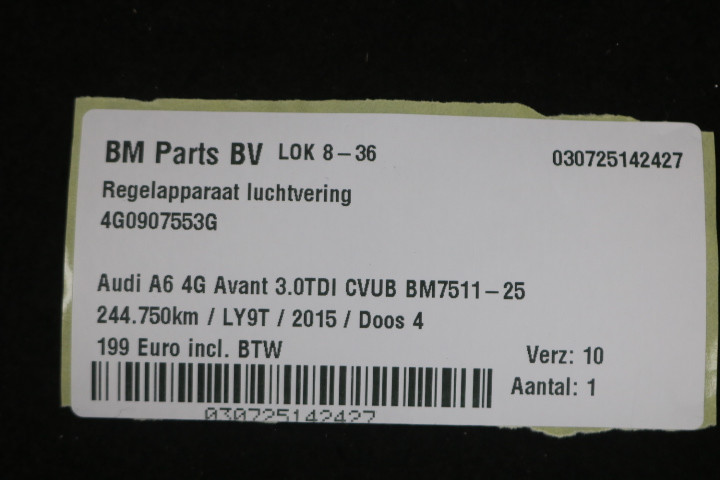 BM Parts BV LOK 8-36 030725142427
Regelapparaat luchtvering
4G0907553G
Audi A6 4G Avant 3.0TDI CVUB BM7511-25
244.750km / LY9T / 2015 / Doos 4
199 Euro incl. BTW Verz: 10
Aantal: 1
030725142427